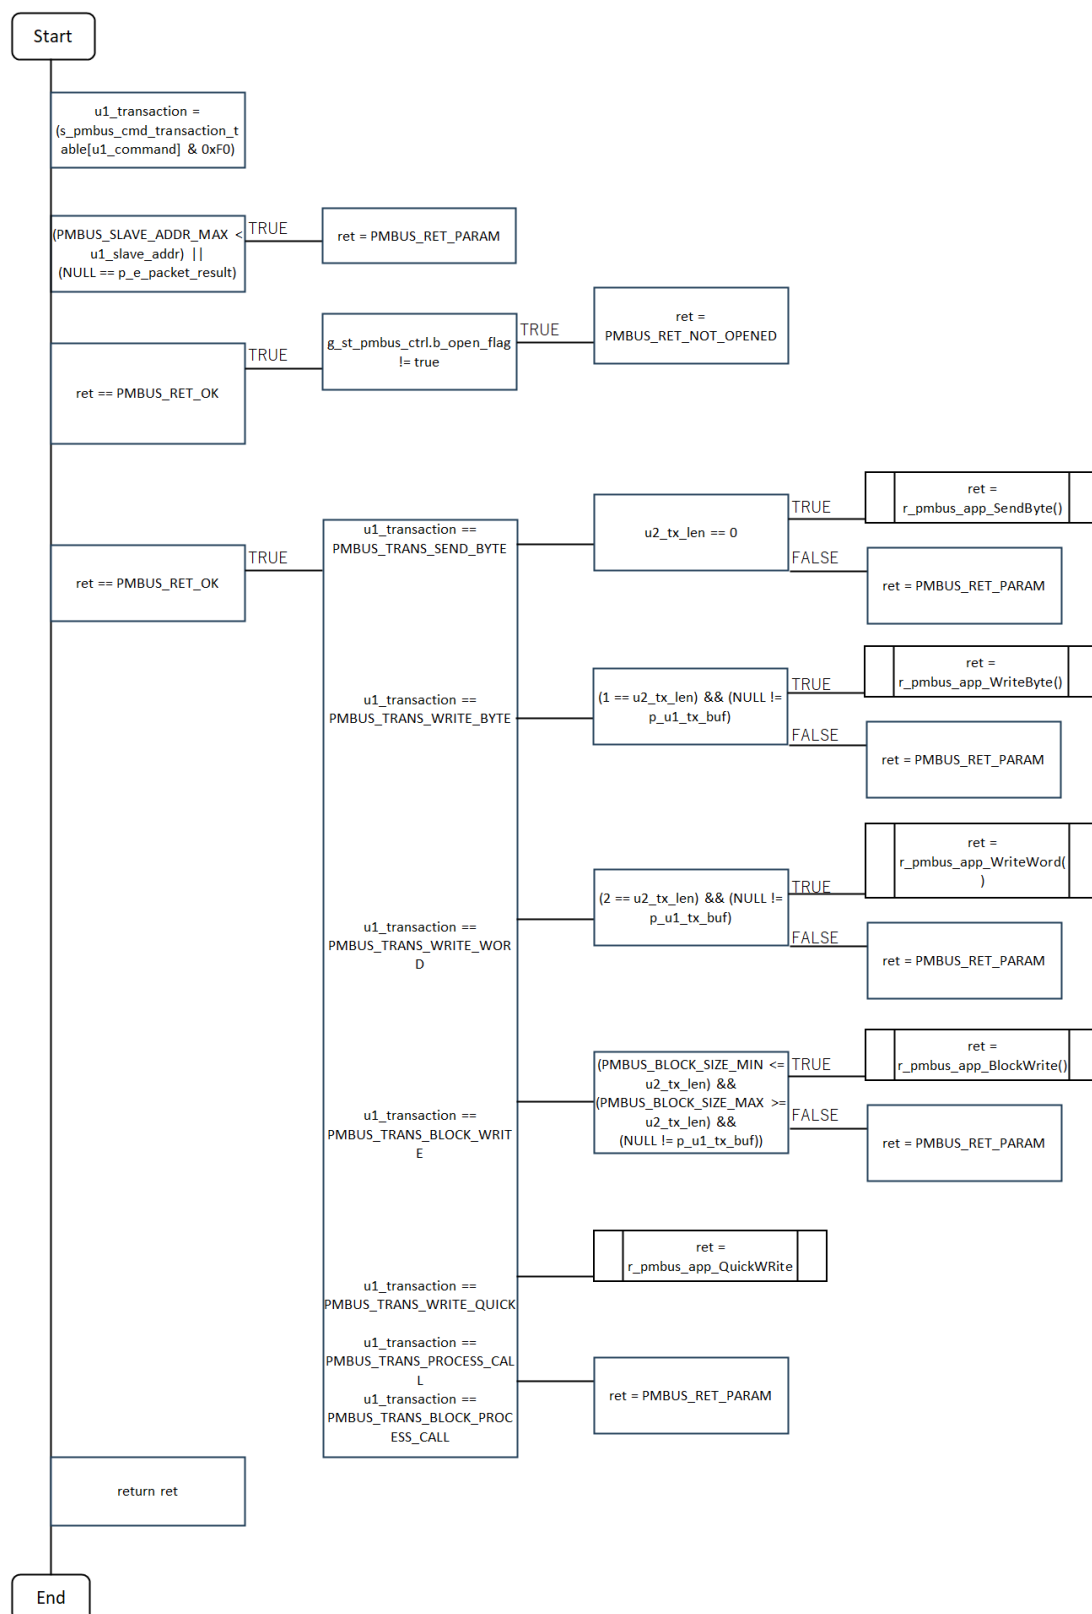 Start
u1_transaction =
(s_pmbus_cmd_transaction_t
able[u1_command] & 0xF0)
(PMBUS_SLAVE_ADDR_MAX <
u1_slave_addr) ||
(NULL == p_e_packet_result)
TRUE
ret = PMBUS_RET_PARAM
ret == PMBUS_RET_OK
TRUE
g_st_pmbus_ctrl.b_open_flag
!= true
TRUE
ret =
PMBUS_RET_NOT_OPENED
ret == PMBUS_RET_OK
TRUE
u1_transaction ==
PMBUS_TRANS_SEND_BYTE
u2_tx_len == 0
TRUE
ret =
r_pmbus_app_SendByte()
FALSE
ret = PMBUS_RET_PARAM
u1_transaction ==
PMBUS_TRANS_WRITE_BYTE
(1 == u2_tx_len) && (NULL !=
p_u1_tx_buf)
TRUE
ret =
r_pmbus_app_WriteByte()
FALSE
ret = PMBUS_RET_PARAM
u1_transaction ==
PMBUS_TRANS_WRITE_WOR
D
(2 == u2_tx_len) && (NULL !=
p_u1_tx_buf)
TRUE
ret =
r_pmbus_app_WriteWord(
)
FALSE
ret = PMBUS_RET_PARAM
u1_transaction ==
PMBUS_TRANS_BLOCK_WRIT
E
(PMBUS_BLOCK_SIZE_MIN <=
u2_tx_len) &&
(PMBUS_BLOCK_SIZE_MAX >=
u2_tx_len) &&
(NULL != p_u1_tx_buf))
TRUE
ret =
r_pmbus_app_BlockWrite()
FALSE
ret = PMBUS_RET_PARAM
u1_transaction ==
PMBUS_TRANS_WRITE_QUICK
ret =
r_pmbus_app_QuickWRite
u1_transaction ==
PMBUS_TRANS_PROCESS_CAL
L
u1_transaction ==
PMBUS_TRANS_BLOCK_PROC
ESS_CALL
ret = PMBUS_RET_PARAM
return ret
End